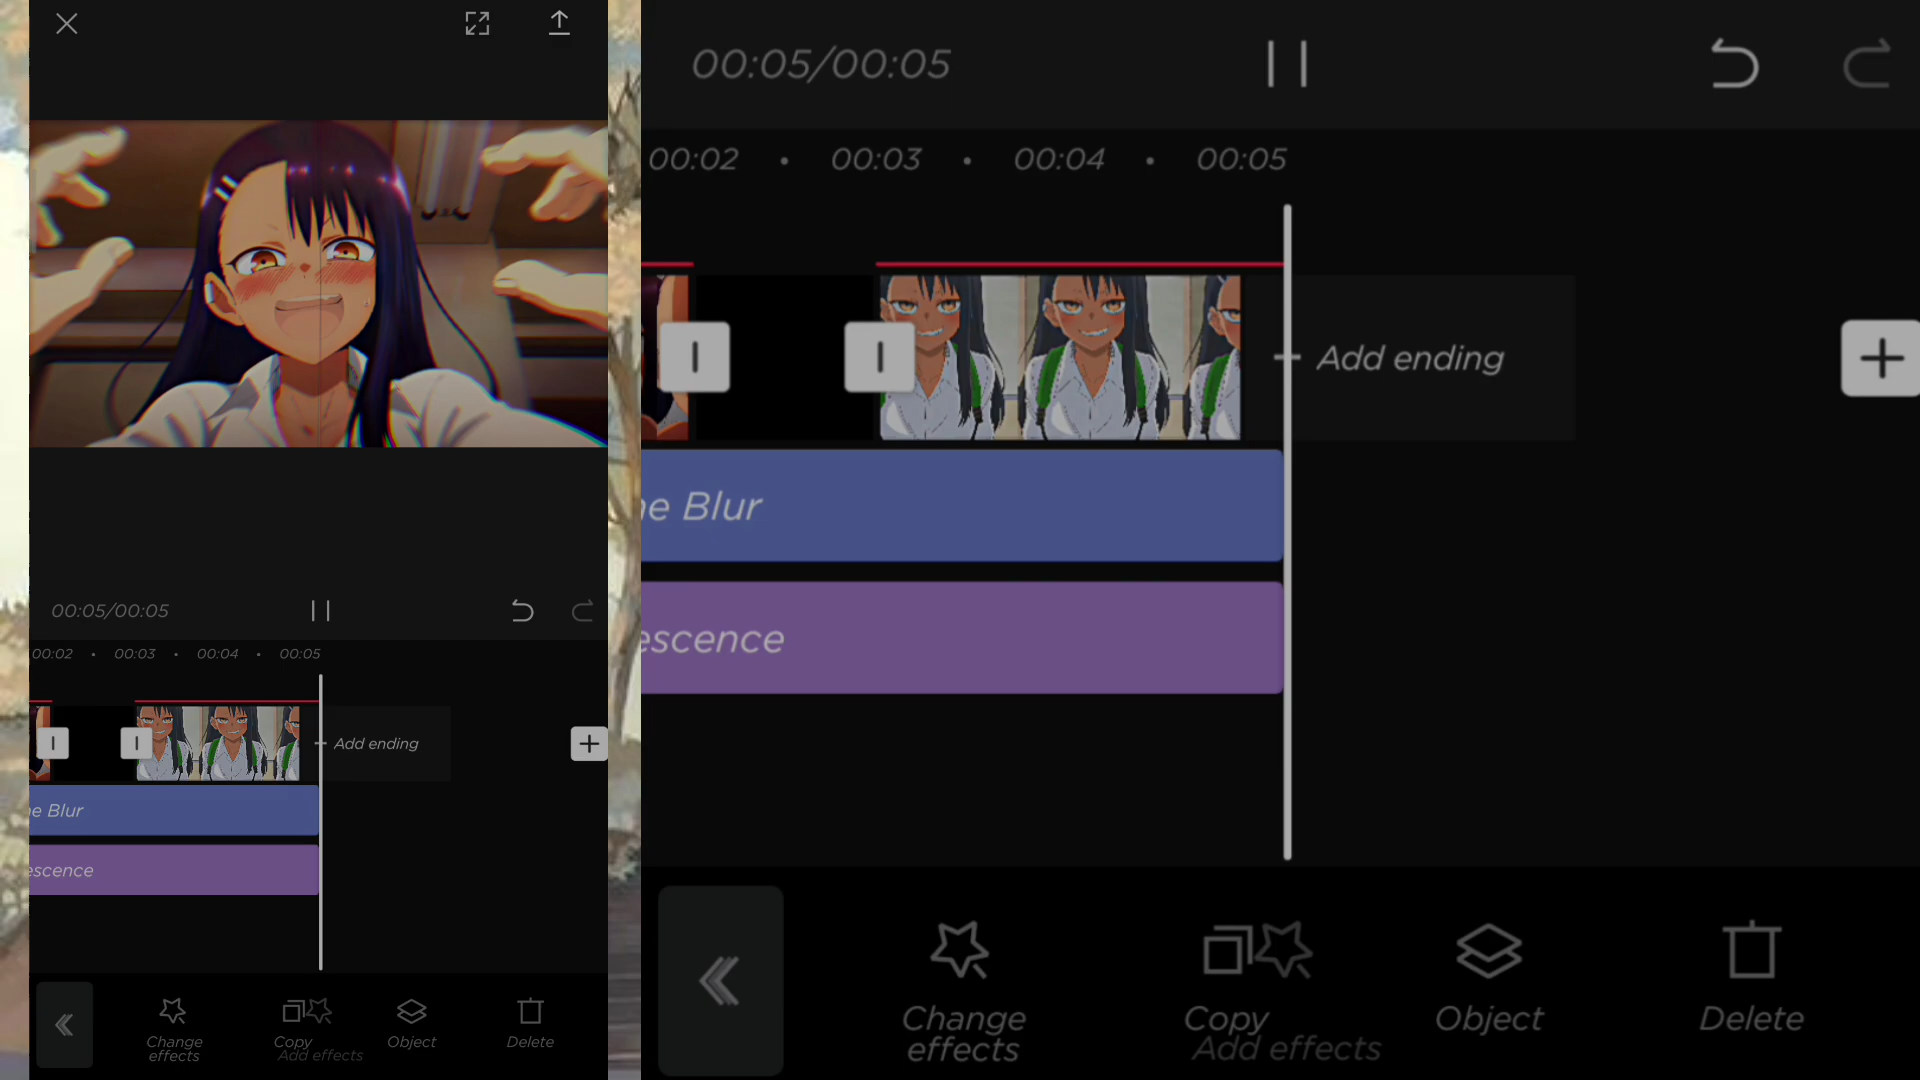 00:05/00:05
00:02 • 00:03 • 00:04 • 00:05
Add ending
ne Blur
escence
Change
effects
Copy
Add effects
Object
Delete
00:05/00:05
00:02 • 00:03 • 00:04 • 00:05
Add ending
ne Blur
escence
Change
effects
Copy
Add effects
Object
Delete